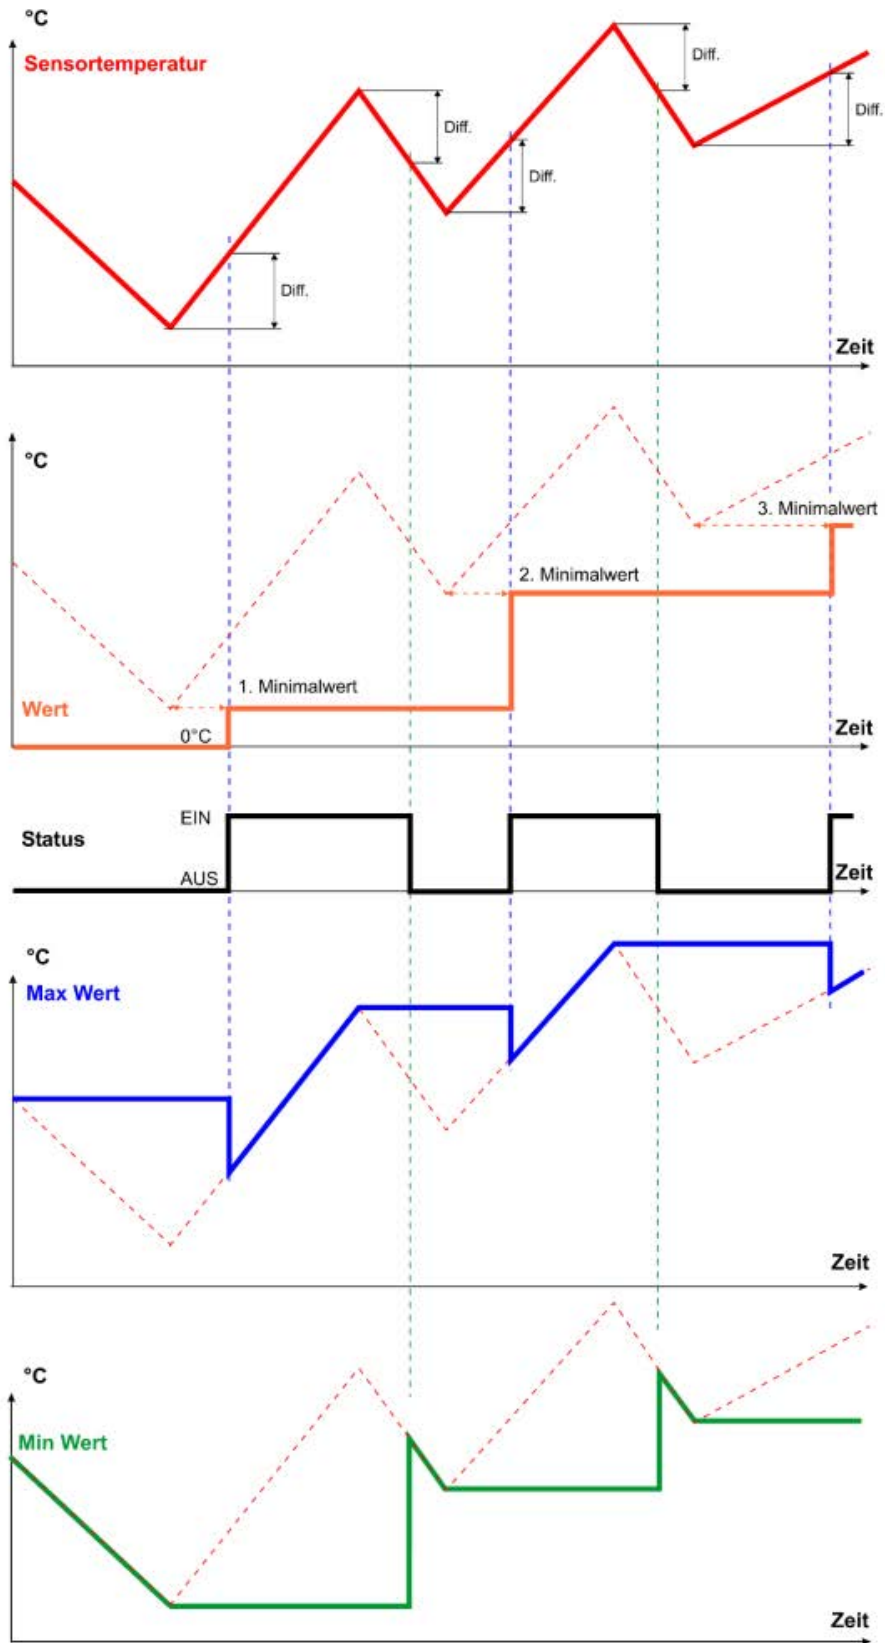 °C
Sensortemperatur
Diff.
Diff.
Diff.
Diff.
Diff.
Zeit
°C
3. Minimalwert
2. Minimalwert
1. Minimalwert
Wert
0°C
Zeit
EIN
Status
AUS
Zeit
°C
Max Wert
Zeit
°C
Min Wert
Zeit